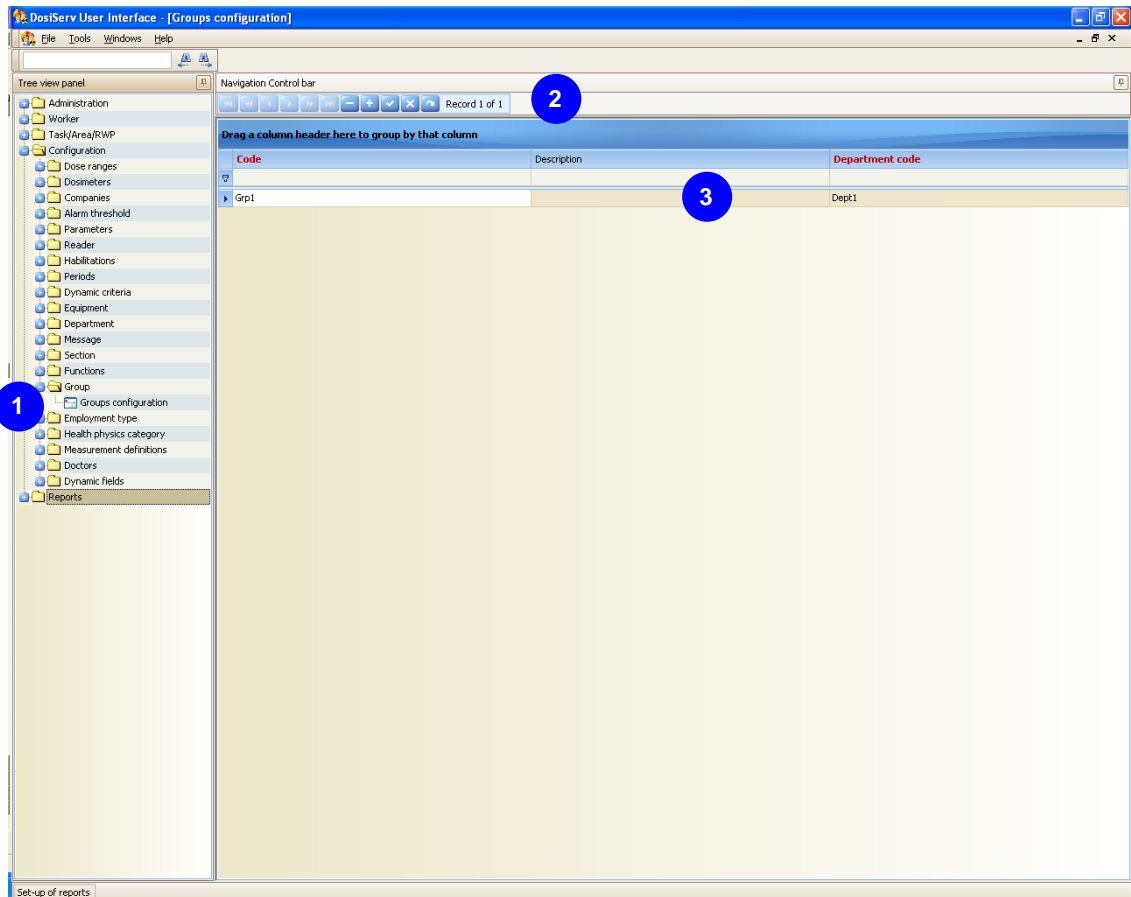 DosiServ User Interface - [Groups configuration]
File Tools Windows Help
Tree view panel
Navigation Control bar
Record 1 of 1
2
Drag a column header here to group by that column
Code Description Department code
3
Grp1 Dept1
Administration
Worker
Task/Area/RWP
Configuration
Dose ranges
Dosimeters
Companies
Alarm threshold
Parameters
Reader
Habilitations
Periods
Dynamic criteria
Equipment
Department
Message
Section
Functions
Group
1
Groups configuration
Employment type
Health physics category
Measurement definitions
Doctors
Dynamic fields
Reports
Set-up of reports